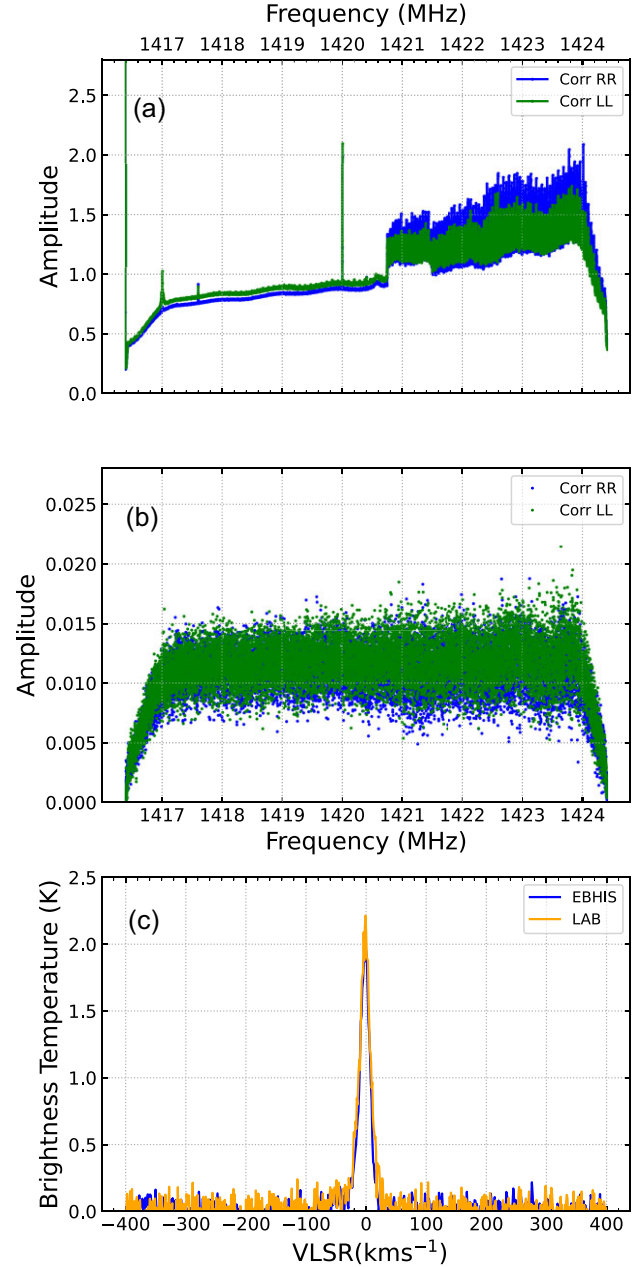 Frequency (MHz)
1417 1418 1419 1420 1421 1422 1423 1424
(a)
Corr RR
Corr LL
2.5
2.0
1.5
1.0
0.5
0.0
Amplitude
(b)
Corr RR
Corr LL
0.025
0.020
0.015
0.010
0.005
0.000
Amplitude
1417 1418 1419 1420 1421 1422 1423 1424
Frequency (MHz)
(c)
EBHIS
LAB
2.5
2.0
1.5
1.0
0.5
0.0
Brightness Temperature (K)
−400 −300 −200 −100 0 100 200 300 400
VLSR(kms⁻¹)